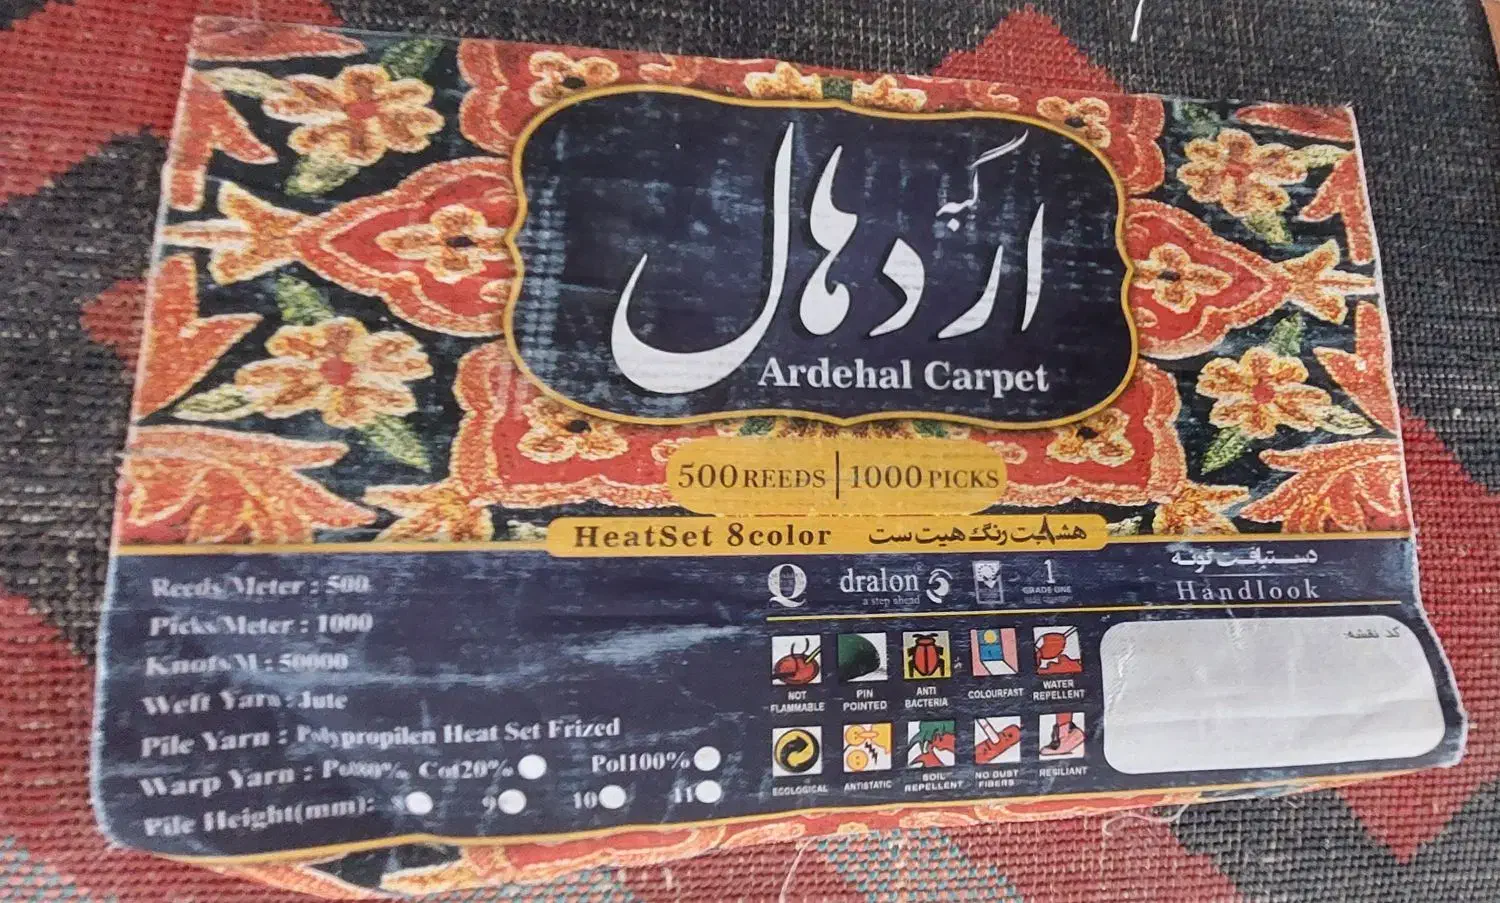 گبه
اردهال
Ardehal Carpet
500 REEDS | 1000 PICKS
HeatSet 8color
هشت رنگ هیت ست
Reeds/Meter : 500
Picks/Meter : 1000
Knots/M : 50000
Weft Yarn : Jute
Pile Yarn : Polypropilen Heat Set Frized
Warp Yarn : Cot20% Pol100%
Pile Height(mm): 8 9 10 11
Q
dralon
a step ahead
1
GRADE ONE
دستبافت گونه
Handlook
کد نقشه:
NOT FLAMMABLE
PIN POINTED
ANTI BACTERIA
COLOURFAST
WATER REPELLENT
ECOLOGICAL
ANTISTATIC
SOIL REPELLENT
NO DUST FIBERS
RESILIANT